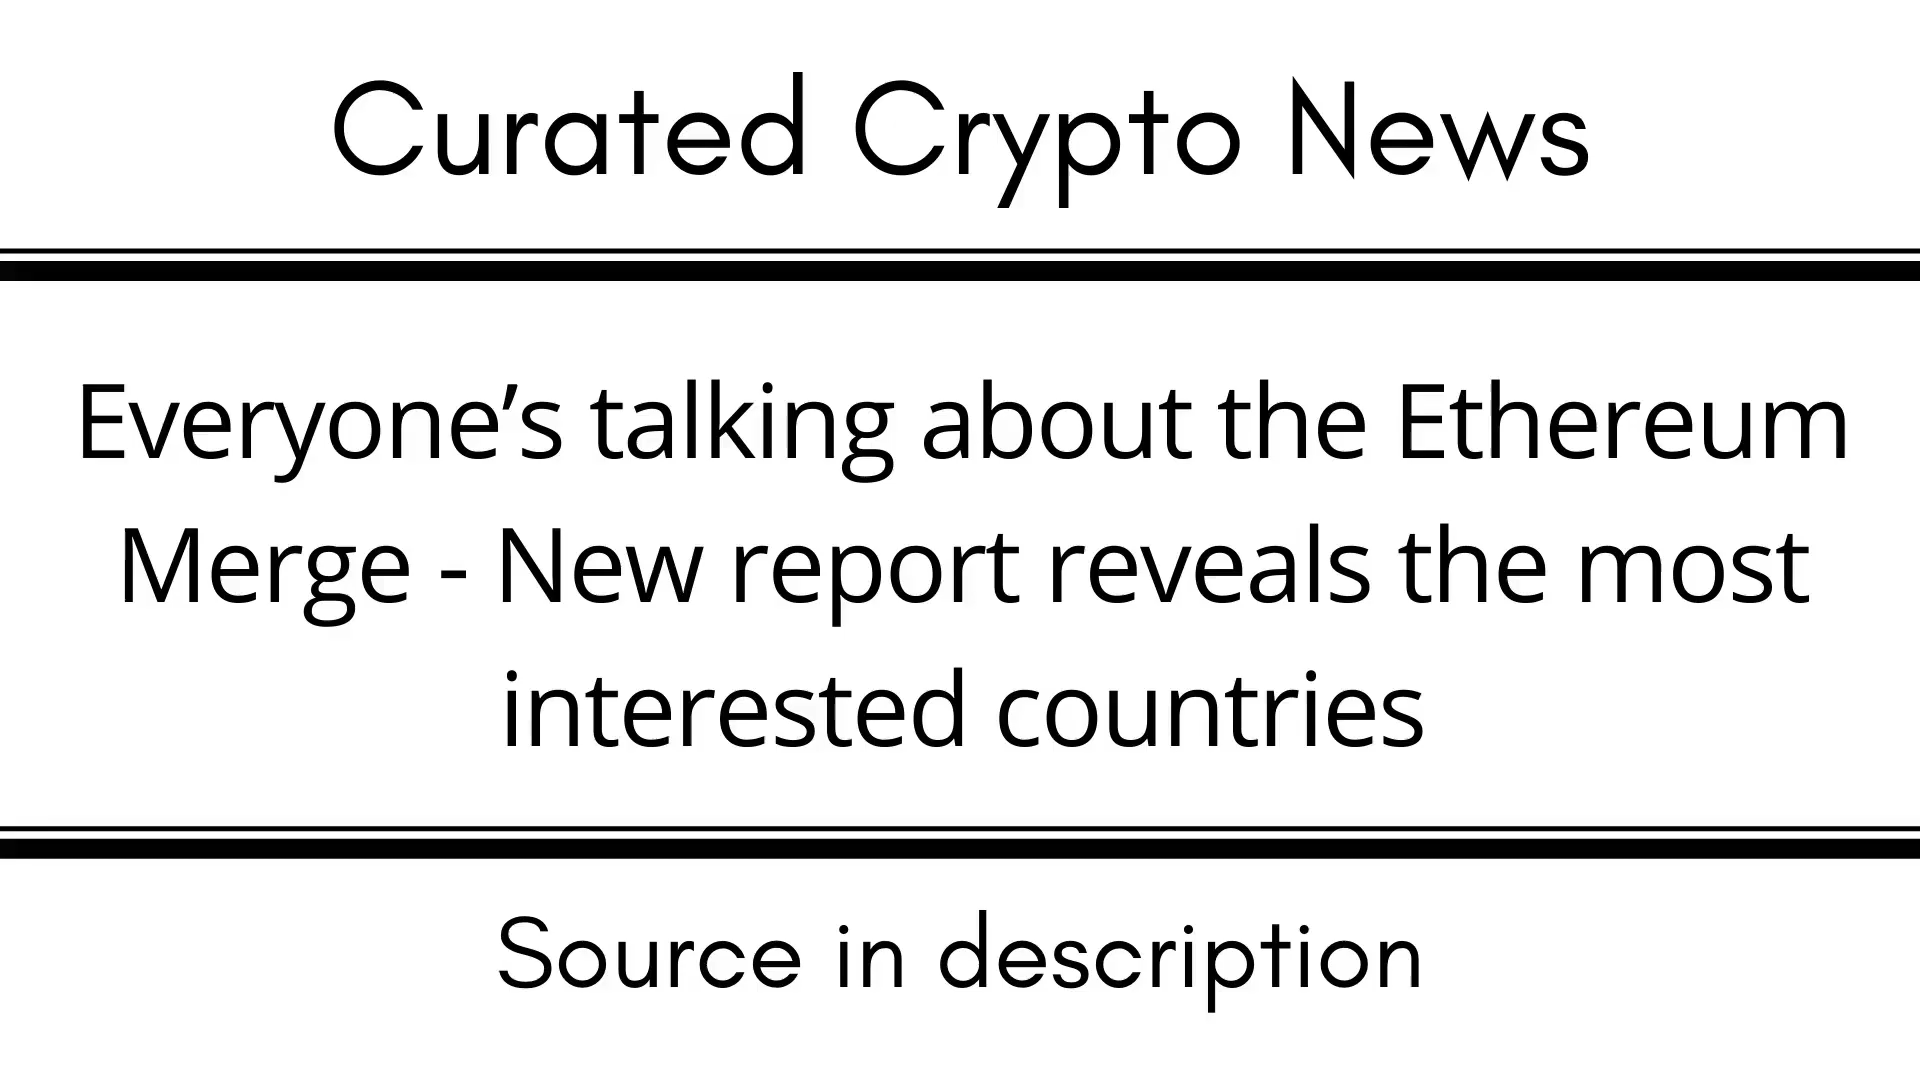 Curated Crypto News
Everyone’s talking about the Ethereum
Merge - New report reveals the most
interested countries
Source in description